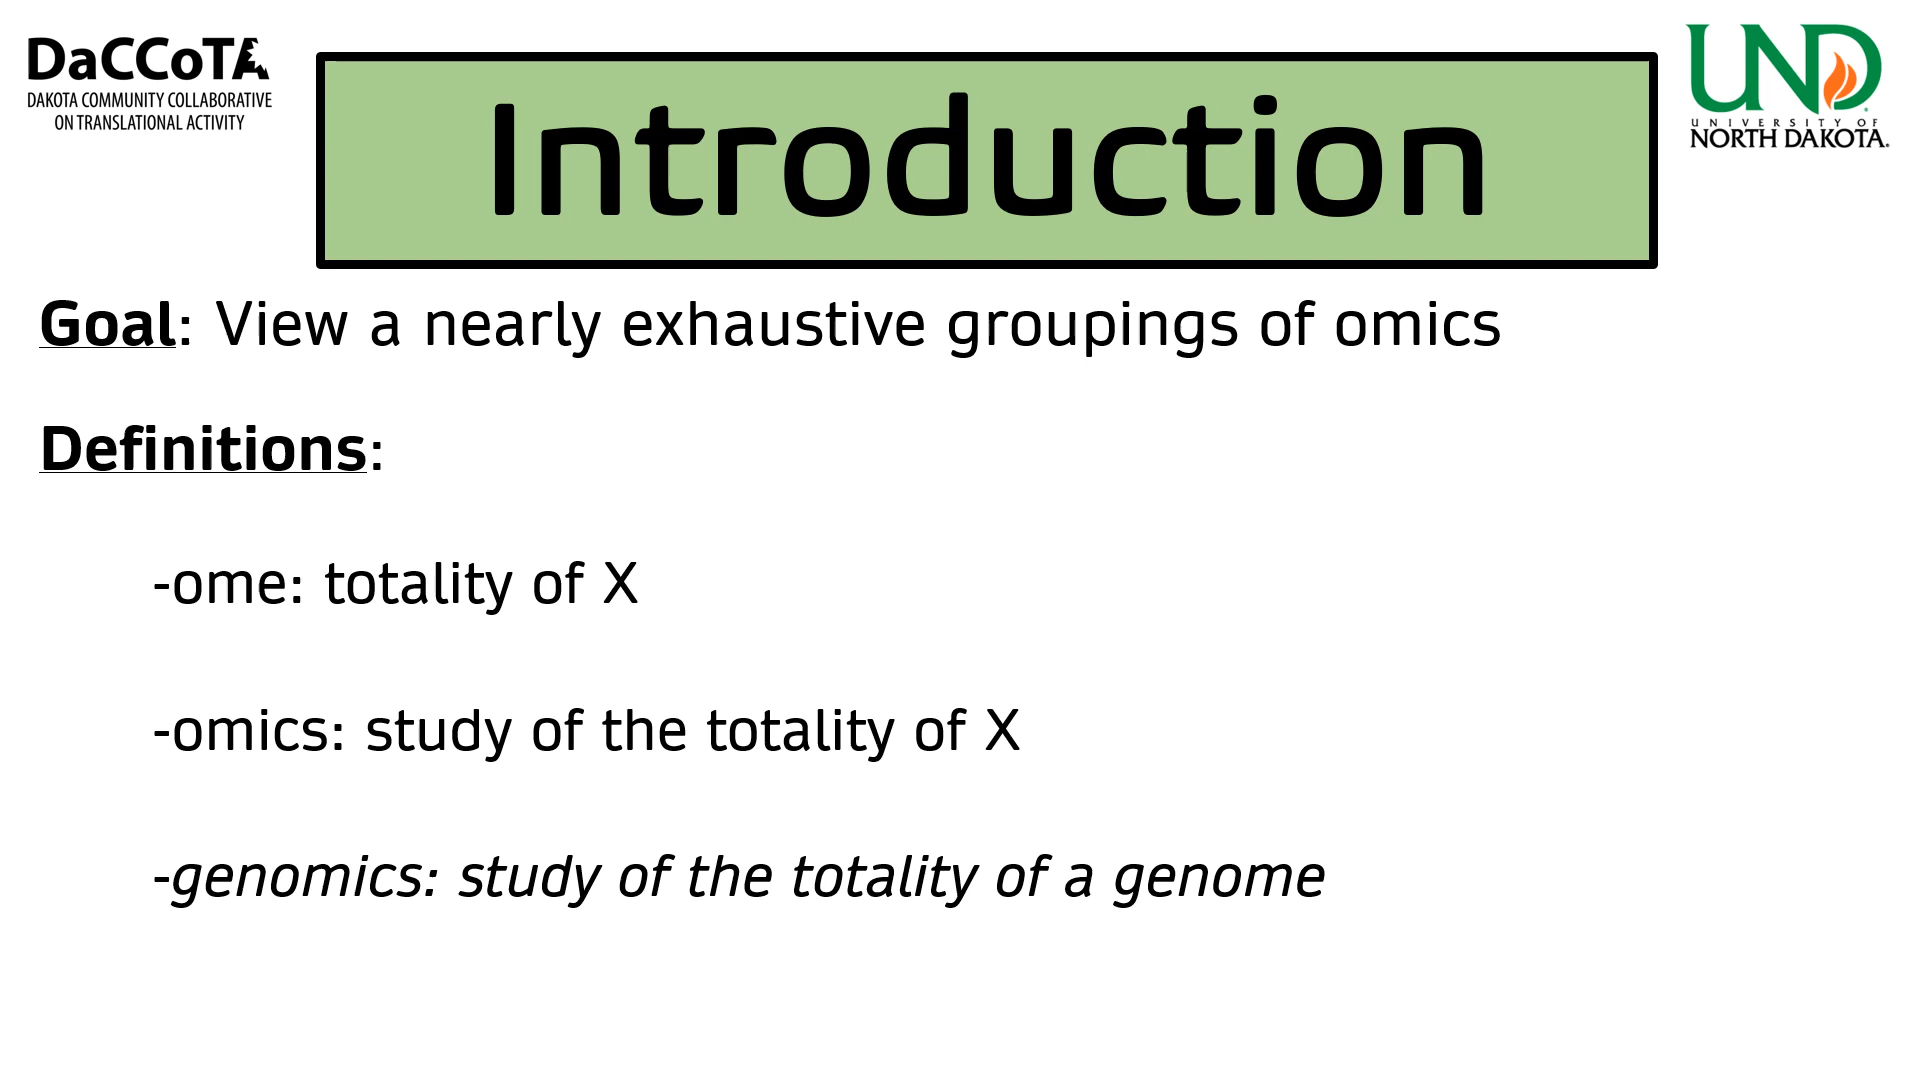 DaCCoTA
DAKOTA COMMUNITY COLLABORATIVE
ON TRANSLATIONAL ACTIVITY
Introduction
UND
UNIVERSITY OF
NORTH DAKOTA.
Goal: View a nearly exhaustive groupings of omics
Definitions:
-ome: totality of X
-omics: study of the totality of X
-genomics: study of the totality of a genome